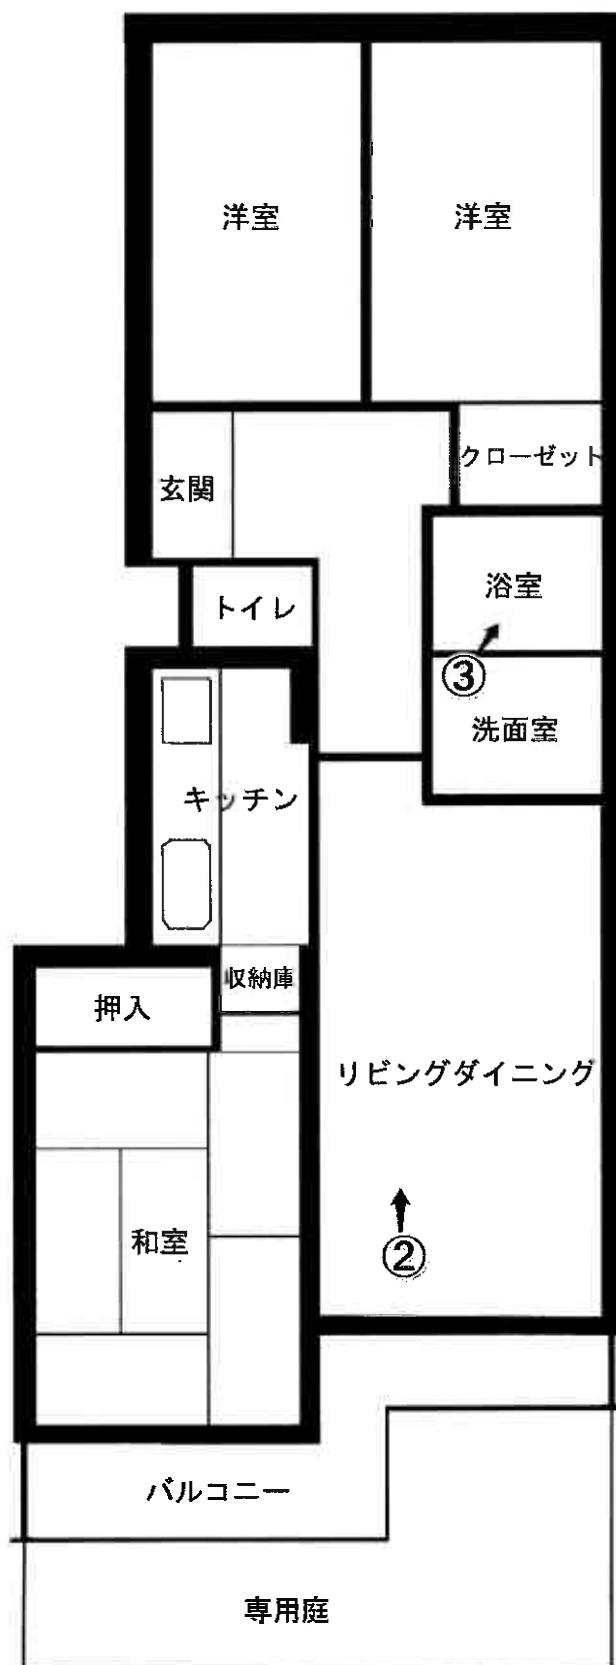 洋室
洋室
クローゼット
玄関
浴室
トイレ
③
洗面室
キッチン
収納庫
押入
リビングダイニング
和室
②
バルコニー
専用庭